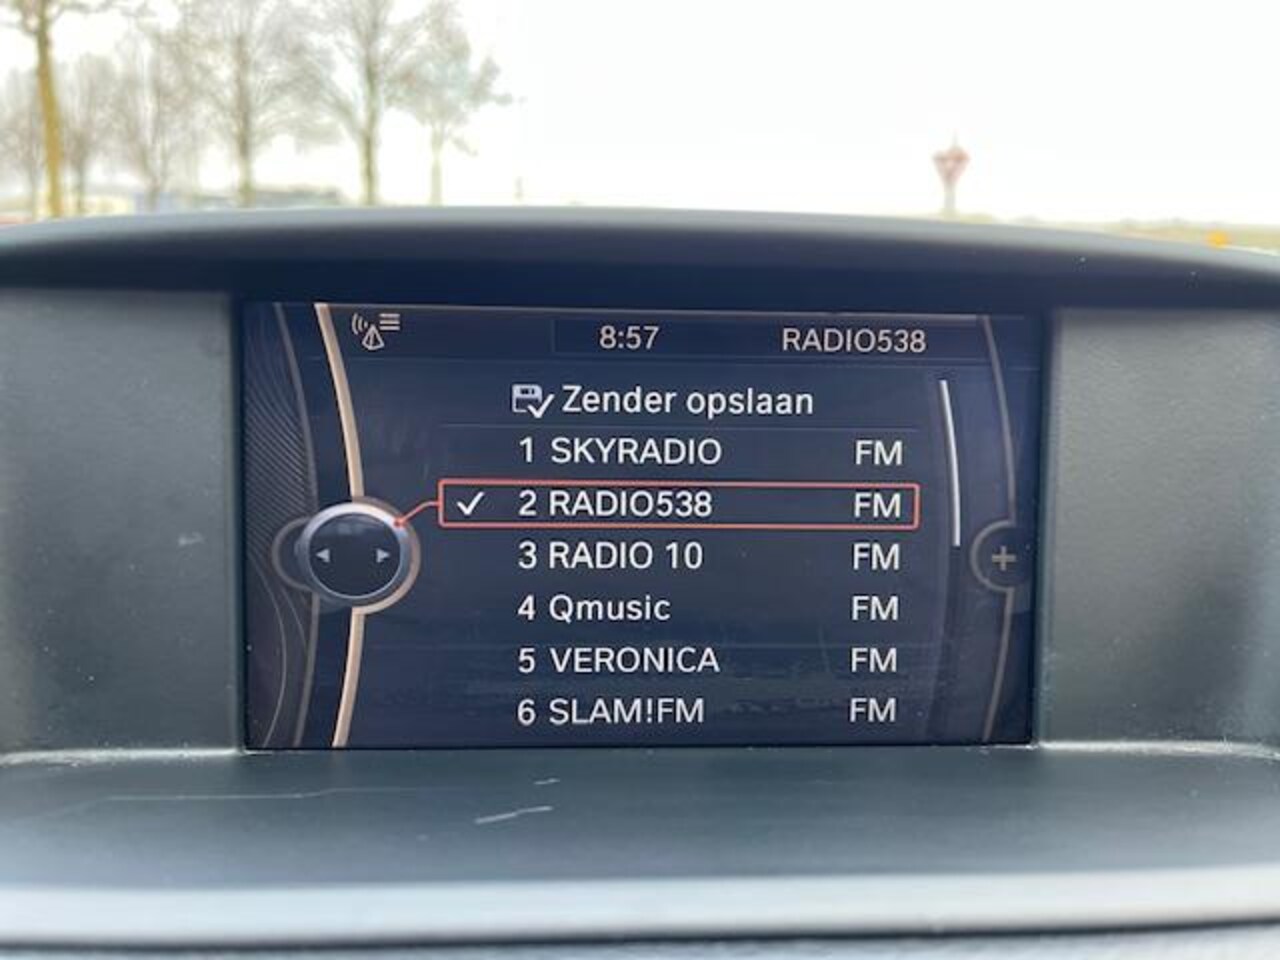 8:57 RADIO538
Zender opslaan
1 SKYRADIO FM
2 RADIO538 FM
3 RADIO 10 FM
4 Qmusic FM
5 VERONICA FM
6 SLAM!FM FM